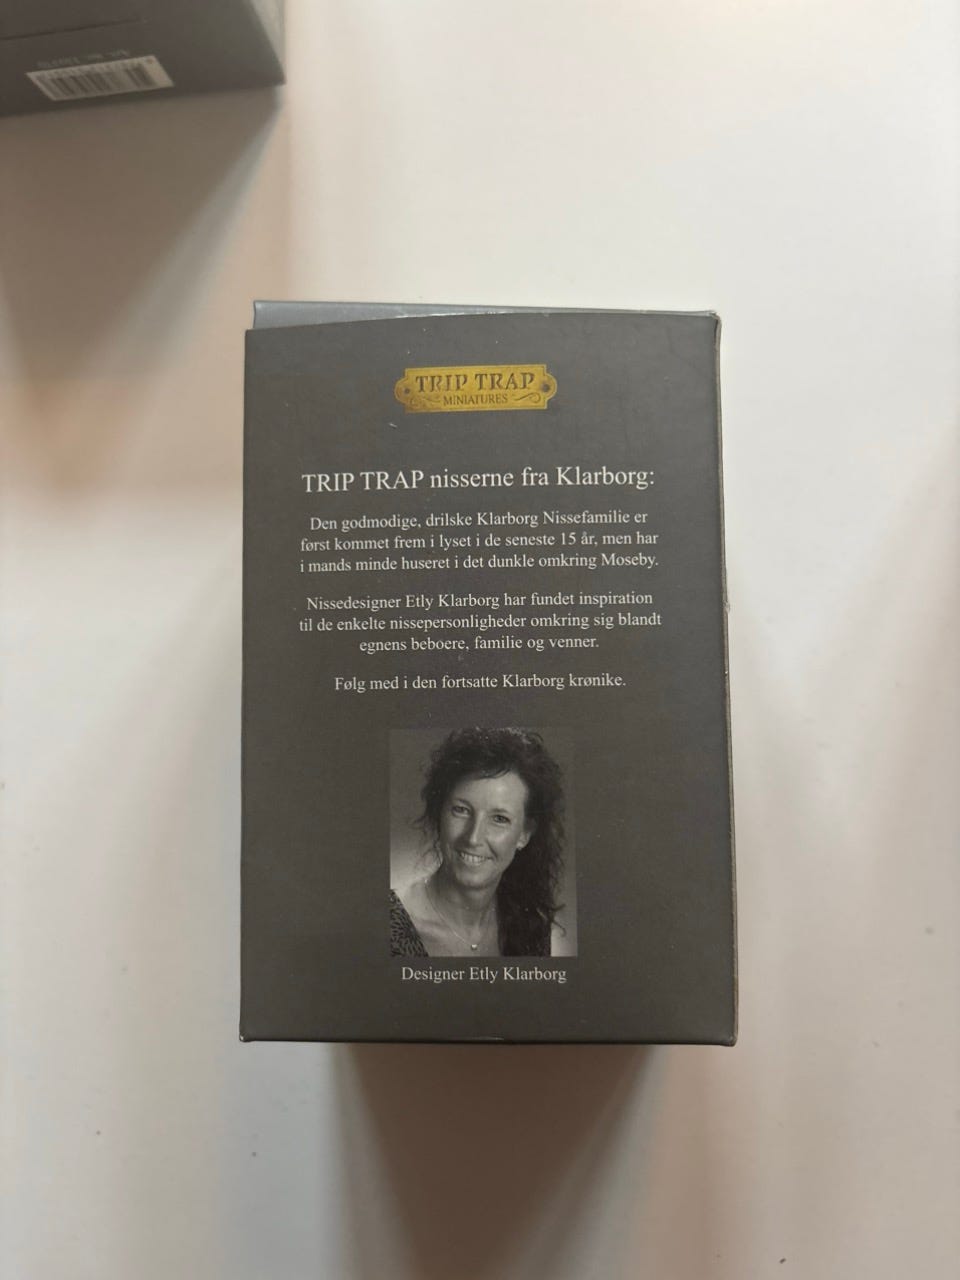 TRIP TRAP
MINIATURES
TRIP TRAP nisserne fra Klarborg:
Den godmodige, drilske Klarborg Nissefamilie er
først kommet frem i lyset i de seneste 15 år, men har
i mands minde huseret i det dunkle omkring Moseby.
Nissedesigner Etly Klarborg har fundet inspiration
til de enkelte nissepersonligheder omkring sig blandt
egnens beboere, familie og venner.
Følg med i den fortsatte Klarborg krønike.
Designer Etly Klarborg